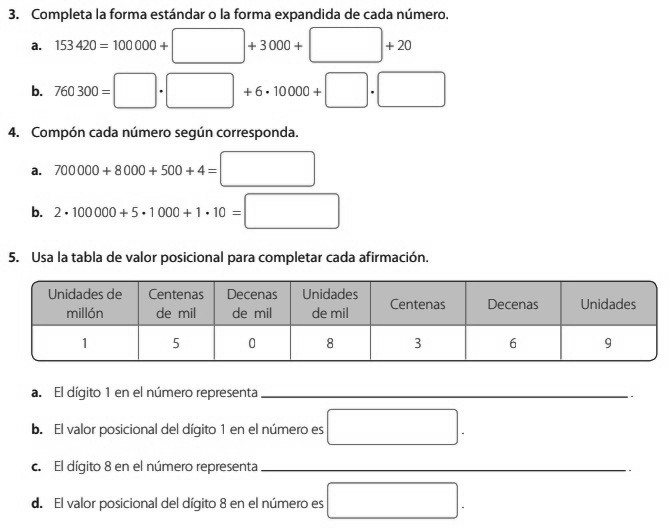 3. Completa la forma estándar o la forma expandida de cada número.
a. 153 420 = 100 000 + + 3 000 + + 20
b. 760 300 = • + 6 • 10 000 + •
4. Compón cada número según corresponda.
a. 700 000 + 8 000 + 500 + 4 =
b. 2 • 100 000 + 5 • 1 000 + 1 • 10 =
5. Usa la tabla de valor posicional para completar cada afirmación.
Unidades de millón Centenas de mil Decenas de mil Unidades de mil Centenas Decenas Unidades
1 5 0 8 3 6 9
a. El dígito 1 en el número representa .
b. El valor posicional del dígito 1 en el número es .
c. El dígito 8 en el número representa .
d. El valor posicional del dígito 8 en el número es .